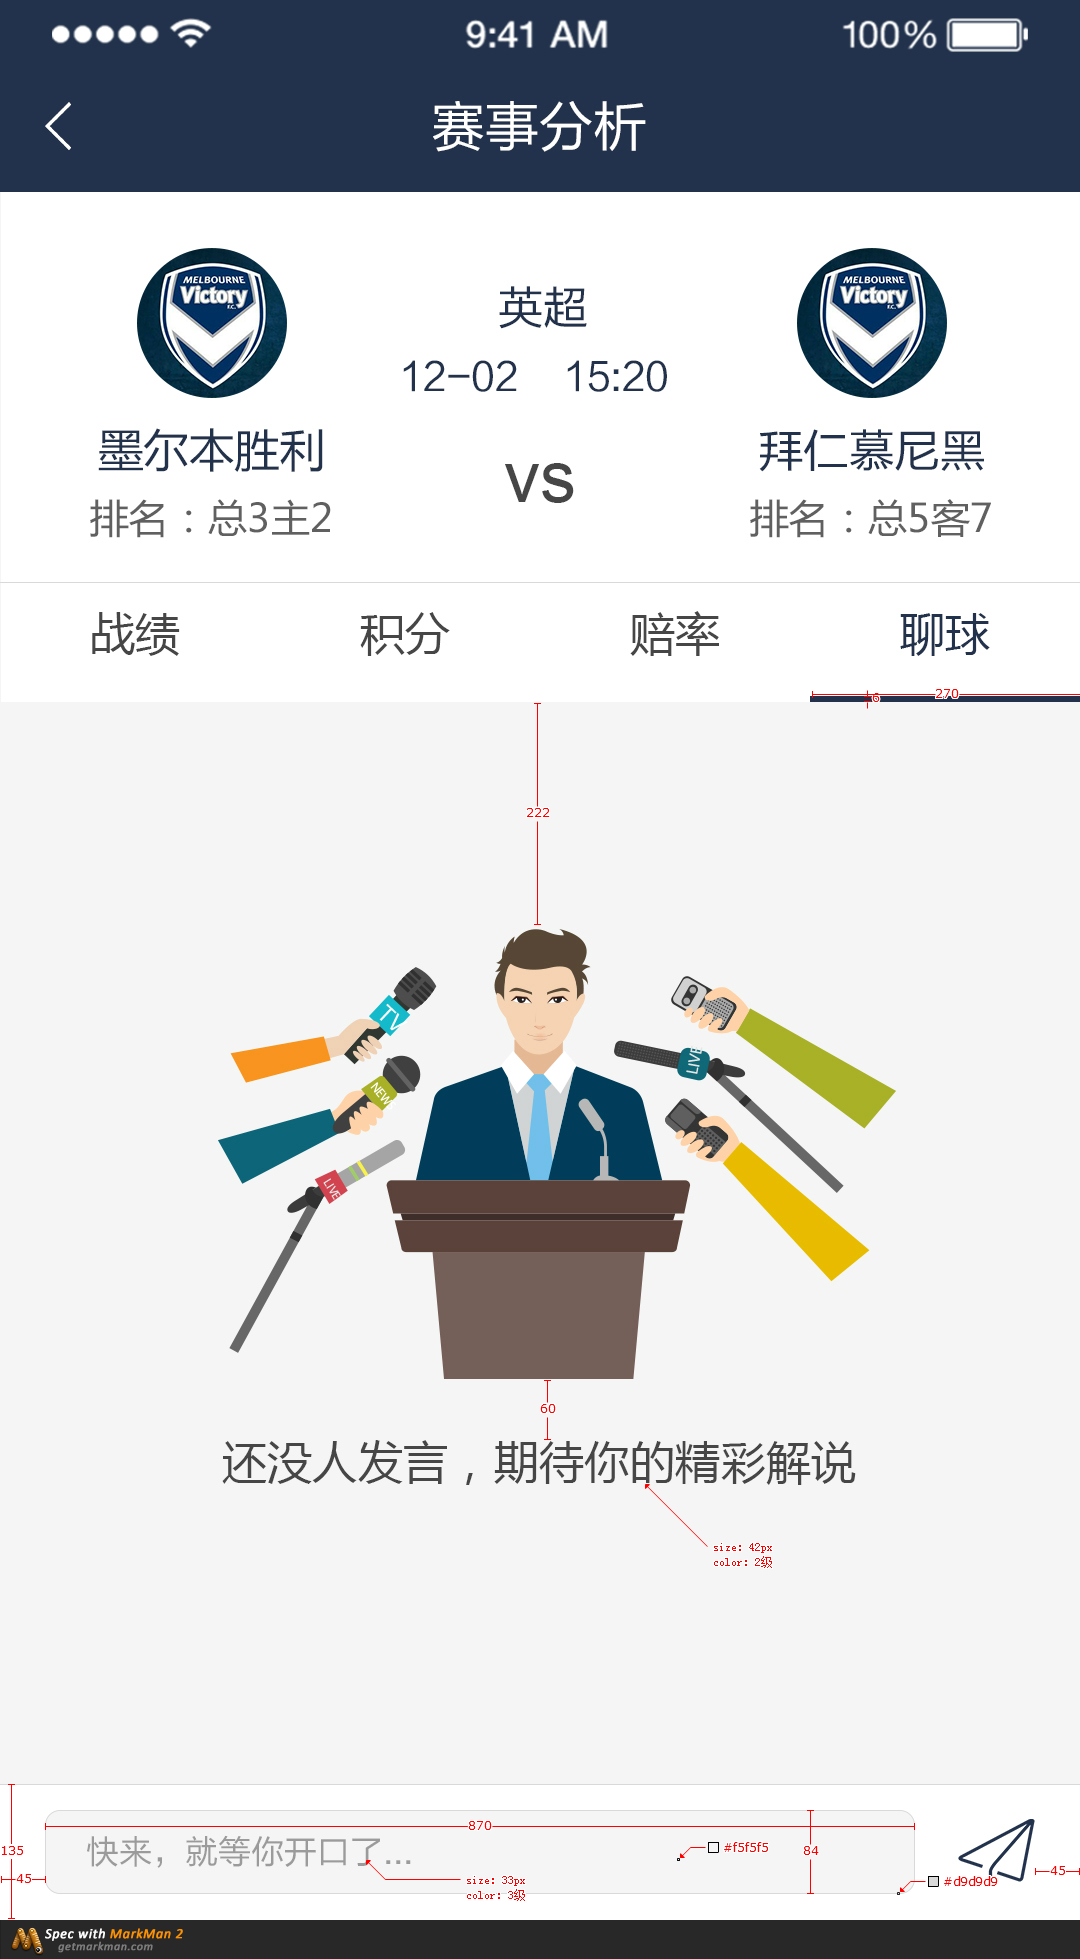 9:41 AM 100%
赛事分析
MELBOURNE
Victory
F.C.
MELBOURNE
Victory
F.C.
英超
12-02 15:20
墨尔本胜利
VS
拜仁慕尼黑
排名：总3主2
排名：总5客7
战绩 积分 赔率 聊球
270
6
222
TV
NEW
LIVE
LIVE
60
还没人发言，期待你的精彩解说
size: 42px
color: 2级
870
135
快来，就等你开口了...
#f5f5f5
84
45
45
size: 33px
color: 3级
#d9d9d9
Spec with MarkMan 2
getmarkman.com